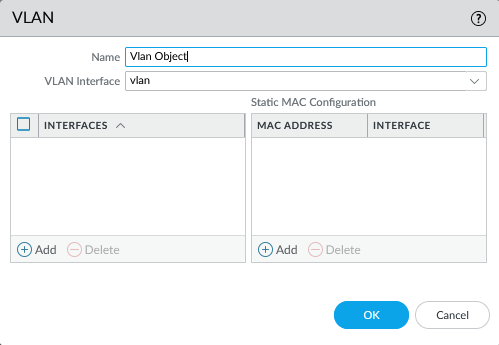 VLAN
Name Vlan Object
VLAN Interface vlan
Static MAC Configuration
INTERFACES MAC ADDRESS INTERFACE
Add Delete Add Delete
OK Cancel